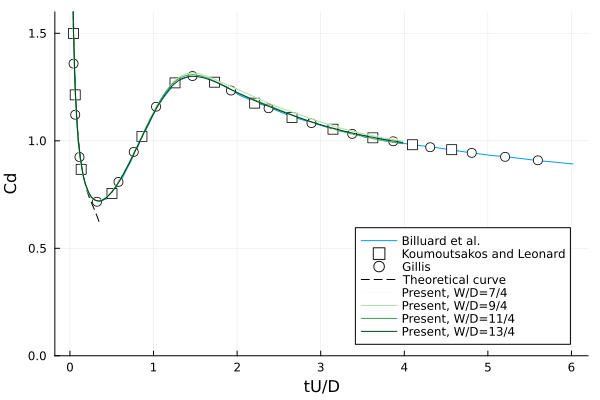 1.5
1.0
0.5
0.0
Cd
0
1
2
3
4
5
6
tU/D
Billuard et al.
Koumoutsakos and Leonard
Gillis
Theoretical curve
Present, W/D=7/4
Present, W/D=9/4
Present, W/D=11/4
Present, W/D=13/4